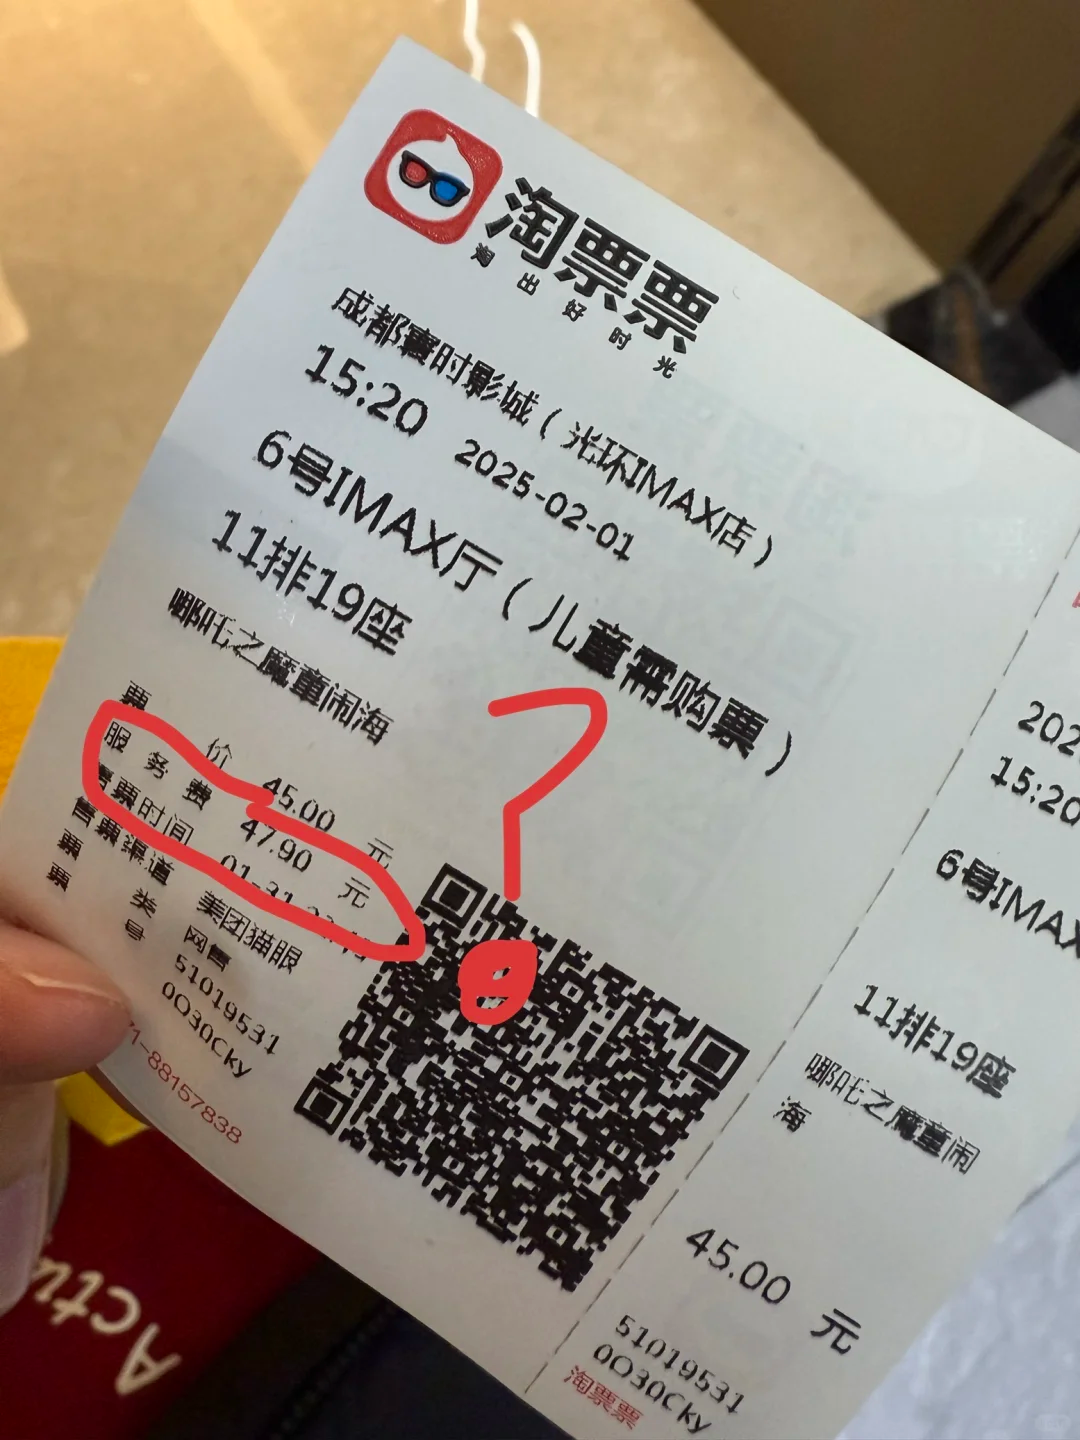 淘票票
淘出好时光
成都寰时影城（光环IMAX店）
15:20 2025-02-01
6号IMAX厅（儿童需购票）
11排19座
哪吒之魔童闹海
票价 45.00 元
服务费 47.90 元
售票时间 01-31
售票渠道 美团猫眼
票类 网售
票号 51019531
0O30Cky
88157838
15:20
6号IMAX
11排19座
哪吒之魔童闹
海
45.00 元
51019531
0O30Cky
淘票票